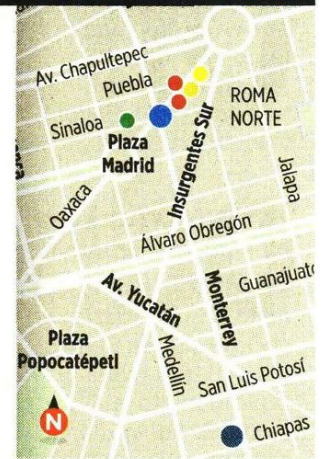 Av. Chapultepec
Puebla
ROMA
NORTE
Sinaloa
Plaza
Madrid
Insurgentes Sur
Jalapa
Oaxaca
Álvaro Obregón
Av. Yucatán
Monterrey
Guanajuato
Plaza
Popocatépetl
Medellín
San Luis Potosí
N
Chiapas